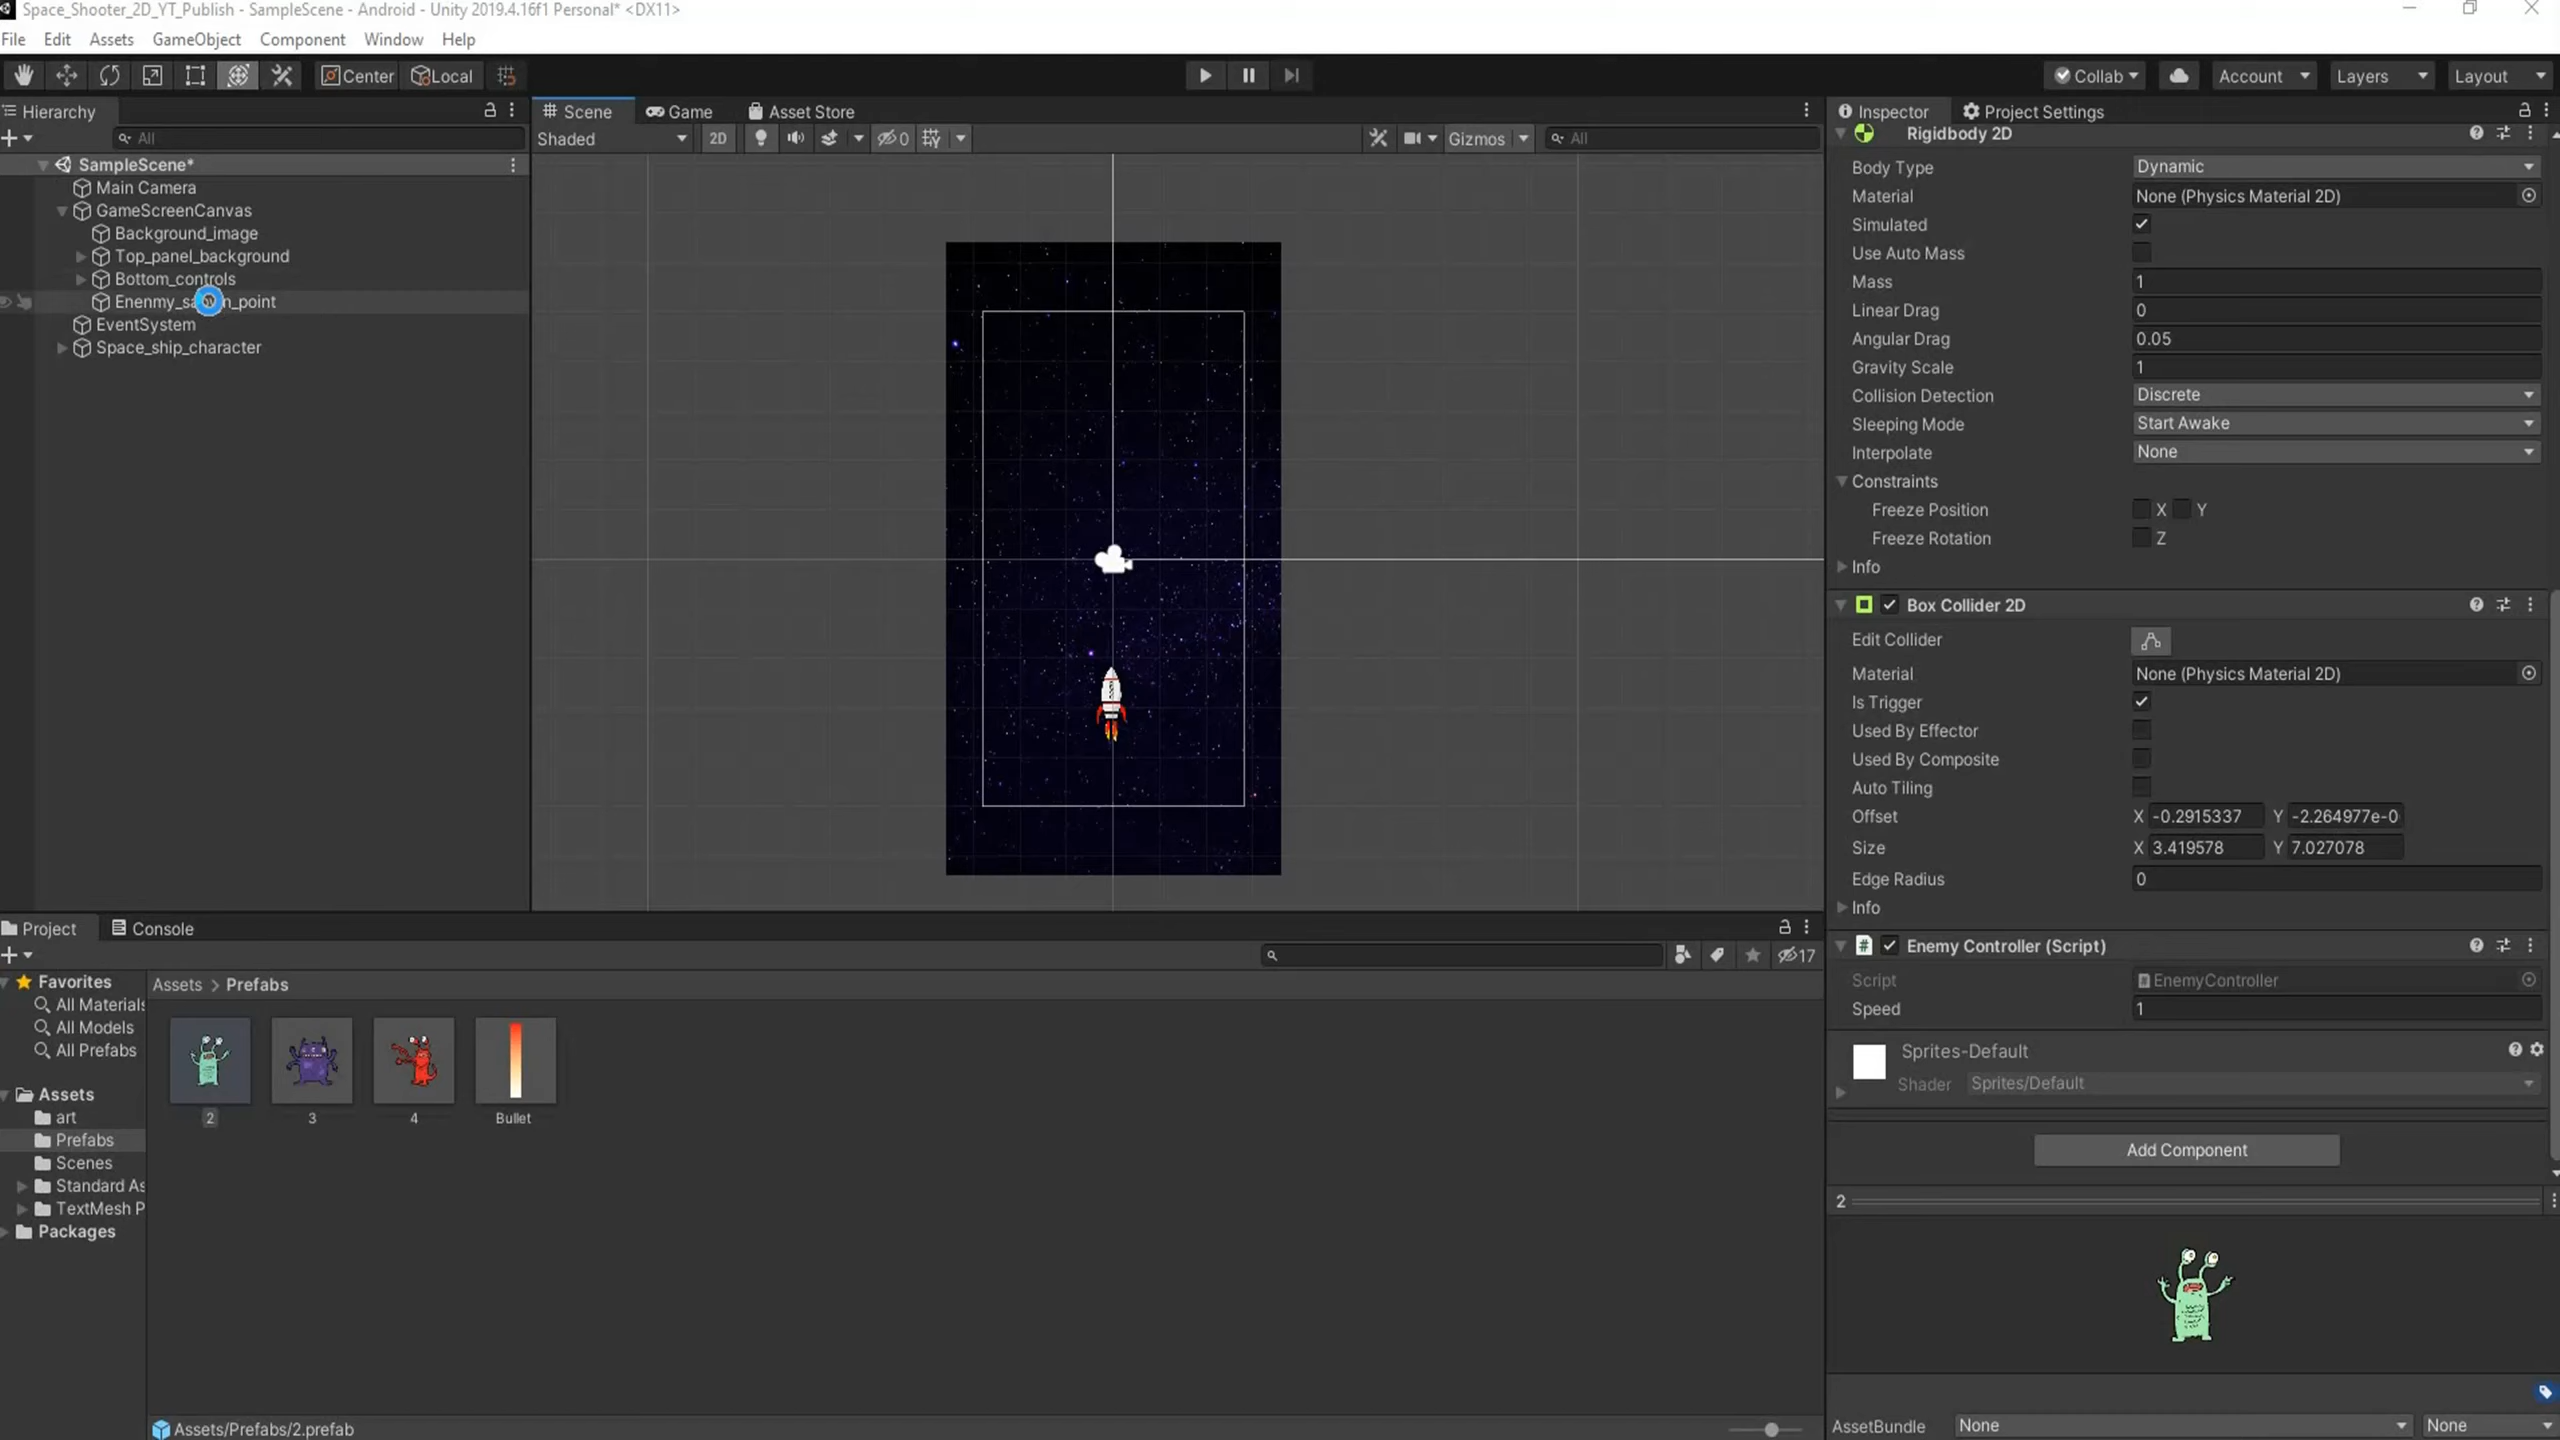 Space_Shooter_2D_YT_Publish - SampleScene - Android - Unity 2019.4.16f1 Personal* <DX11>
File Edit Assets GameObject Component Window Help
Center Local Collab Account Layers Layout
Hierarchy
All
SampleScene*
Main Camera
GameScreenCanvas
Background_image
Top_panel_background
Bottom_controls
EventSystem
Space_ship_character
Scene Game Asset Store
Shaded 2D 0 Gizmos All
Inspector Project Settings
Rigidbody 2D
Body Type Dynamic
Material None (Physics Material 2D)
Simulated
Use Auto Mass
Mass 1
Linear Drag 0
Angular Drag 0.05
Gravity Scale 1
Collision Detection Discrete
Sleeping Mode Start Awake
Interpolate None
Constraints
Freeze Position X Y
Freeze Rotation Z
Info
Box Collider 2D
Edit Collider
Material None (Physics Material 2D)
Is Trigger
Used By Effector
Used By Composite
Auto Tiling
Offset X -0.2915337 Y -2.264977e-0
Size X 3.419578 Y 7.027078
Edge Radius 0
Info
Enemy Controller (Script)
Script EnemyController
Speed 1
Sprites-Default
Shader Sprites/Default
Add Component
2
AssetBundle None None
Project Console
17
Favorites
All Materials
All Models
All Prefabs
Assets
art
Prefabs
Scenes
Standard As
TextMesh P
Packages
Assets > Prefabs
2 3 4 Bullet
Assets/Prefabs/2.prefab